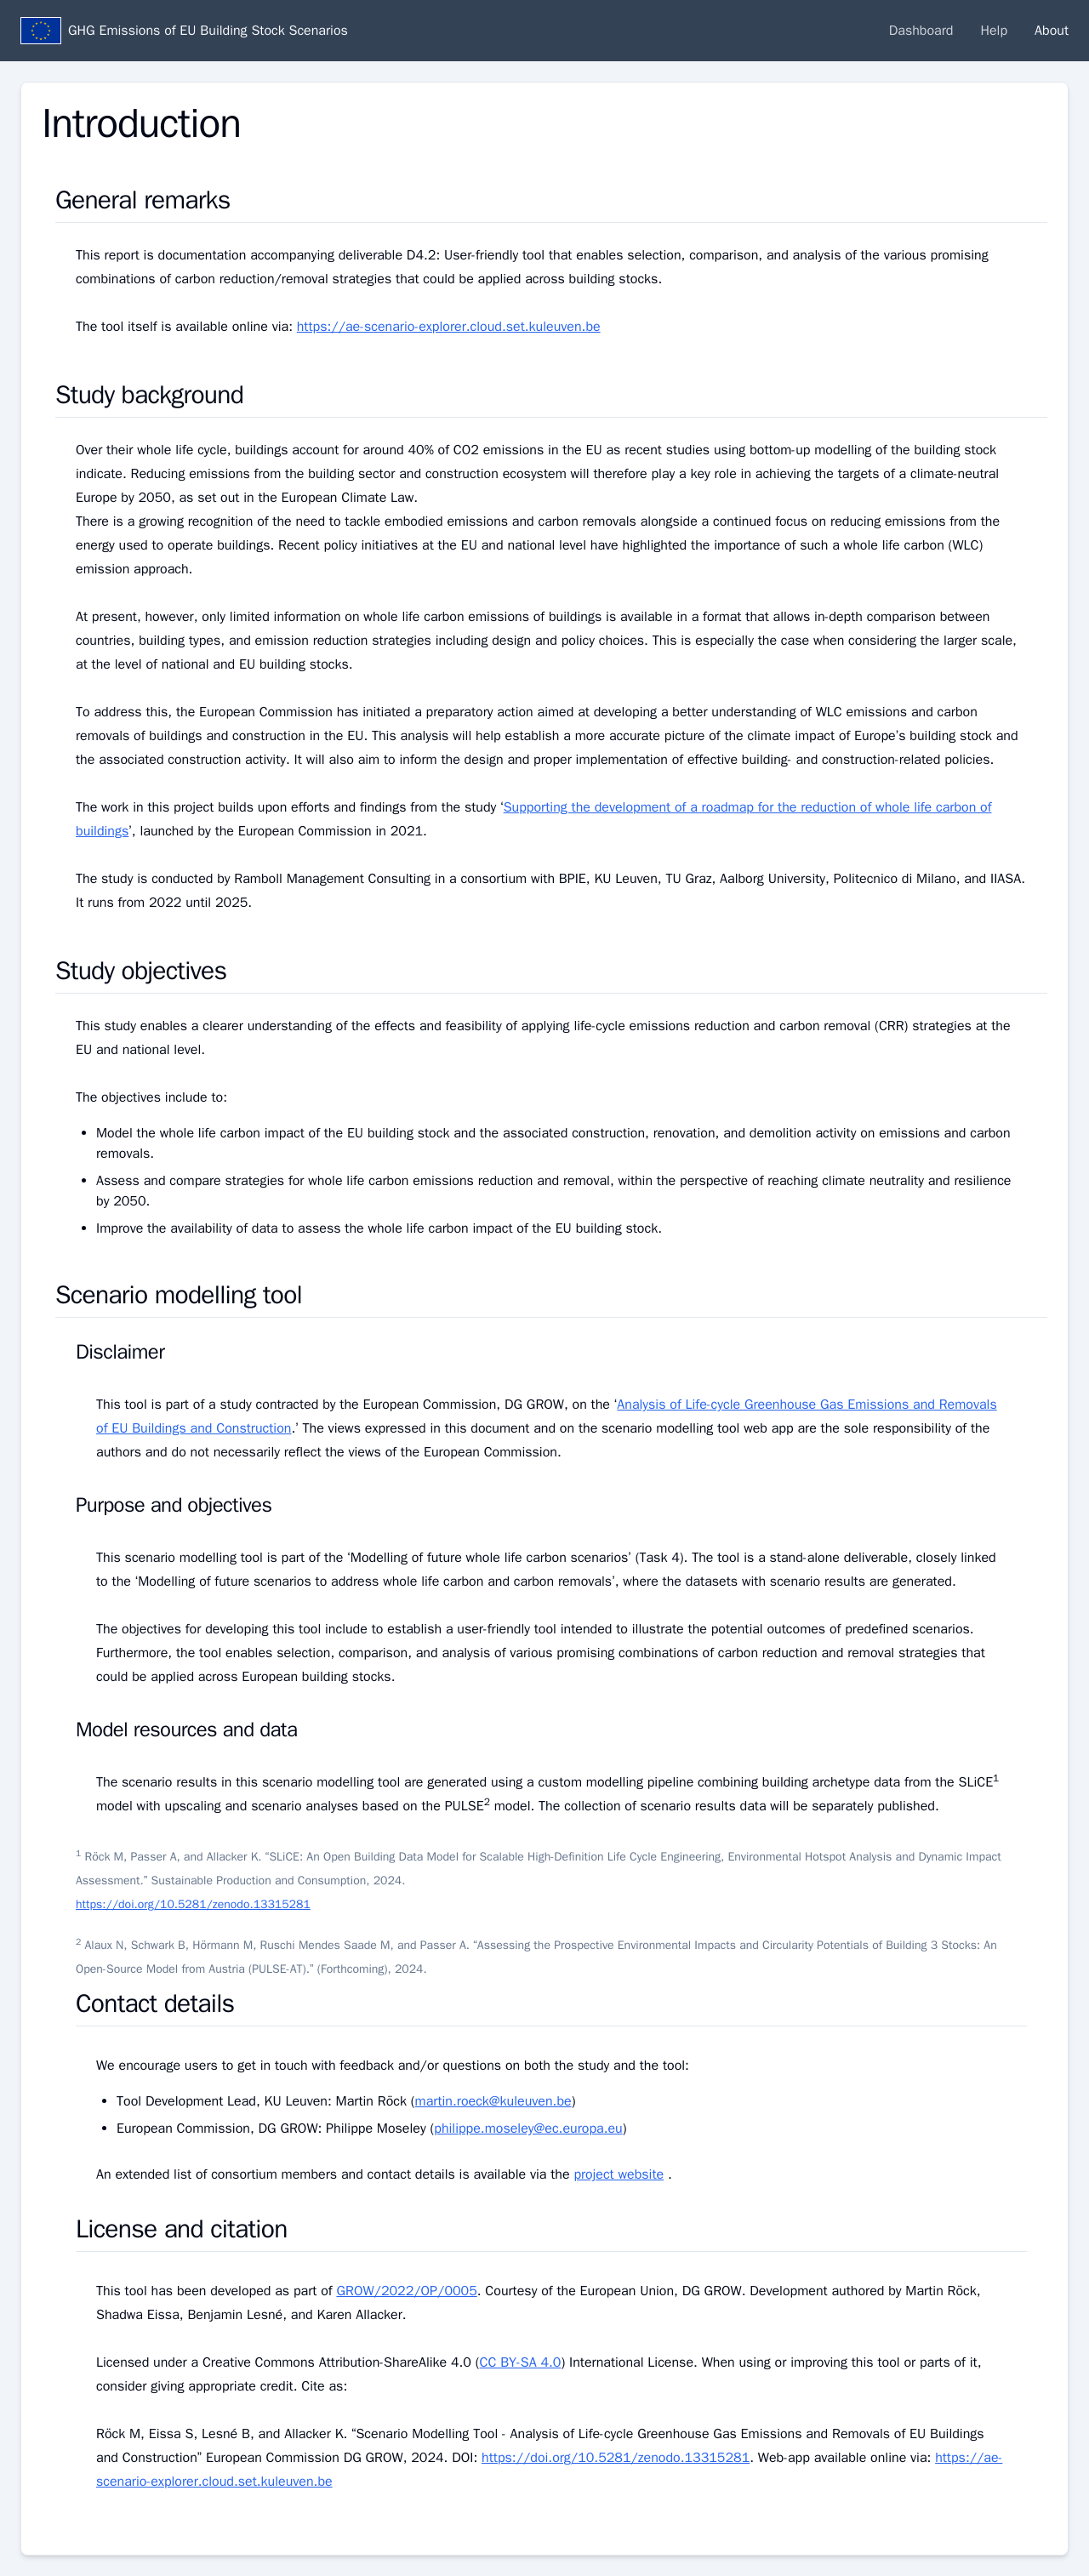 GHG Emissions of EU Building Stock Scenarios
Dashboard Help About
Introduction
General remarks
This report is documentation accompanying deliverable D4.2: User-friendly tool that enables selection, comparison, and analysis of the various promising
combinations of carbon reduction/removal strategies that could be applied across building stocks.
The tool itself is available online via: https://ae-scenario-explorer.cloud.set.kuleuven.be
Study background
Over their whole life cycle, buildings account for around 40% of CO2 emissions in the EU as recent studies using bottom-up modelling of the building stock
indicate. Reducing emissions from the building sector and construction ecosystem will therefore play a key role in achieving the targets of a climate-neutral
Europe by 2050, as set out in the European Climate Law.
There is a growing recognition of the need to tackle embodied emissions and carbon removals alongside a continued focus on reducing emissions from the
energy used to operate buildings. Recent policy initiatives at the EU and national level have highlighted the importance of such a whole life carbon (WLC)
emission approach.
At present, however, only limited information on whole life carbon emissions of buildings is available in a format that allows in-depth comparison between
countries, building types, and emission reduction strategies including design and policy choices. This is especially the case when considering the larger scale,
at the level of national and EU building stocks.
To address this, the European Commission has initiated a preparatory action aimed at developing a better understanding of WLC emissions and carbon
removals of buildings and construction in the EU. This analysis will help establish a more accurate picture of the climate impact of Europe's building stock and
the associated construction activity. It will also aim to inform the design and proper implementation of effective building- and construction-related policies.
The work in this project builds upon efforts and findings from the study ‘Supporting the development of a roadmap for the reduction of whole life carbon of
buildings’, launched by the European Commission in 2021.
The study is conducted by Ramboll Management Consulting in a consortium with BPIE, KU Leuven, TU Graz, Aalborg University, Politecnico di Milano, and IIASA.
It runs from 2022 until 2025.
Study objectives
This study enables a clearer understanding of the effects and feasibility of applying life-cycle emissions reduction and carbon removal (CRR) strategies at the
EU and national level.
The objectives include to:
• Model the whole life carbon impact of the EU building stock and the associated construction, renovation, and demolition activity on emissions and carbon
removals.
• Assess and compare strategies for whole life carbon emissions reduction and removal, within the perspective of reaching climate neutrality and resilience
by 2050.
• Improve the availability of data to assess the whole life carbon impact of the EU building stock.
Scenario modelling tool
Disclaimer
This tool is part of a study contracted by the European Commission, DG GROW, on the ‘Analysis of Life-cycle Greenhouse Gas Emissions and Removals
of EU Buildings and Construction.’ The views expressed in this document and on the scenario modelling tool web app are the sole responsibility of the
authors and do not necessarily reflect the views of the European Commission.
Purpose and objectives
This scenario modelling tool is part of the ‘Modelling of future whole life carbon scenarios’ (Task 4). The tool is a stand-alone deliverable, closely linked
to the ‘Modelling of future scenarios to address whole life carbon and carbon removals’, where the datasets with scenario results are generated.
The objectives for developing this tool include to establish a user-friendly tool intended to illustrate the potential outcomes of predefined scenarios.
Furthermore, the tool enables selection, comparison, and analysis of various promising combinations of carbon reduction and removal strategies that
could be applied across European building stocks.
Model resources and data
The scenario results in this scenario modelling tool are generated using a custom modelling pipeline combining building archetype data from the SLiCE¹
model with upscaling and scenario analyses based on the PULSE² model. The collection of scenario results data will be separately published.
¹ Röck M, Passer A, and Allacker K. “SLiCE: An Open Building Data Model for Scalable High-Definition Life Cycle Engineering, Environmental Hotspot Analysis and Dynamic Impact
Assessment.” Sustainable Production and Consumption, 2024.
https://doi.org/10.5281/zenodo.13315281
² Alaux N, Schwark B, Hörmann M, Ruschi Mendes Saade M, and Passer A. “Assessing the Prospective Environmental Impacts and Circularity Potentials of Building 3 Stocks: An
Open-Source Model from Austria (PULSE-AT).” (Forthcoming), 2024.
Contact details
We encourage users to get in touch with feedback and/or questions on both the study and the tool:
• Tool Development Lead, KU Leuven: Martin Röck (martin.roeck@kuleuven.be)
• European Commission, DG GROW: Philippe Moseley (philippe.moseley@ec.europa.eu)
An extended list of consortium members and contact details is available via the project website .
License and citation
This tool has been developed as part of GROW/2022/OP/0005. Courtesy of the European Union, DG GROW. Development authored by Martin Röck,
Shadwa Eissa, Benjamin Lesné, and Karen Allacker.
Licensed under a Creative Commons Attribution-ShareAlike 4.0 (CC BY-SA 4.0) International License. When using or improving this tool or parts of it,
consider giving appropriate credit. Cite as:
Röck M, Eissa S, Lesné B, and Allacker K. “Scenario Modelling Tool - Analysis of Life-cycle Greenhouse Gas Emissions and Removals of EU Buildings
and Construction” European Commission DG GROW, 2024. DOI: https://doi.org/10.5281/zenodo.13315281. Web-app available online via: https://ae-
scenario-explorer.cloud.set.kuleuven.be